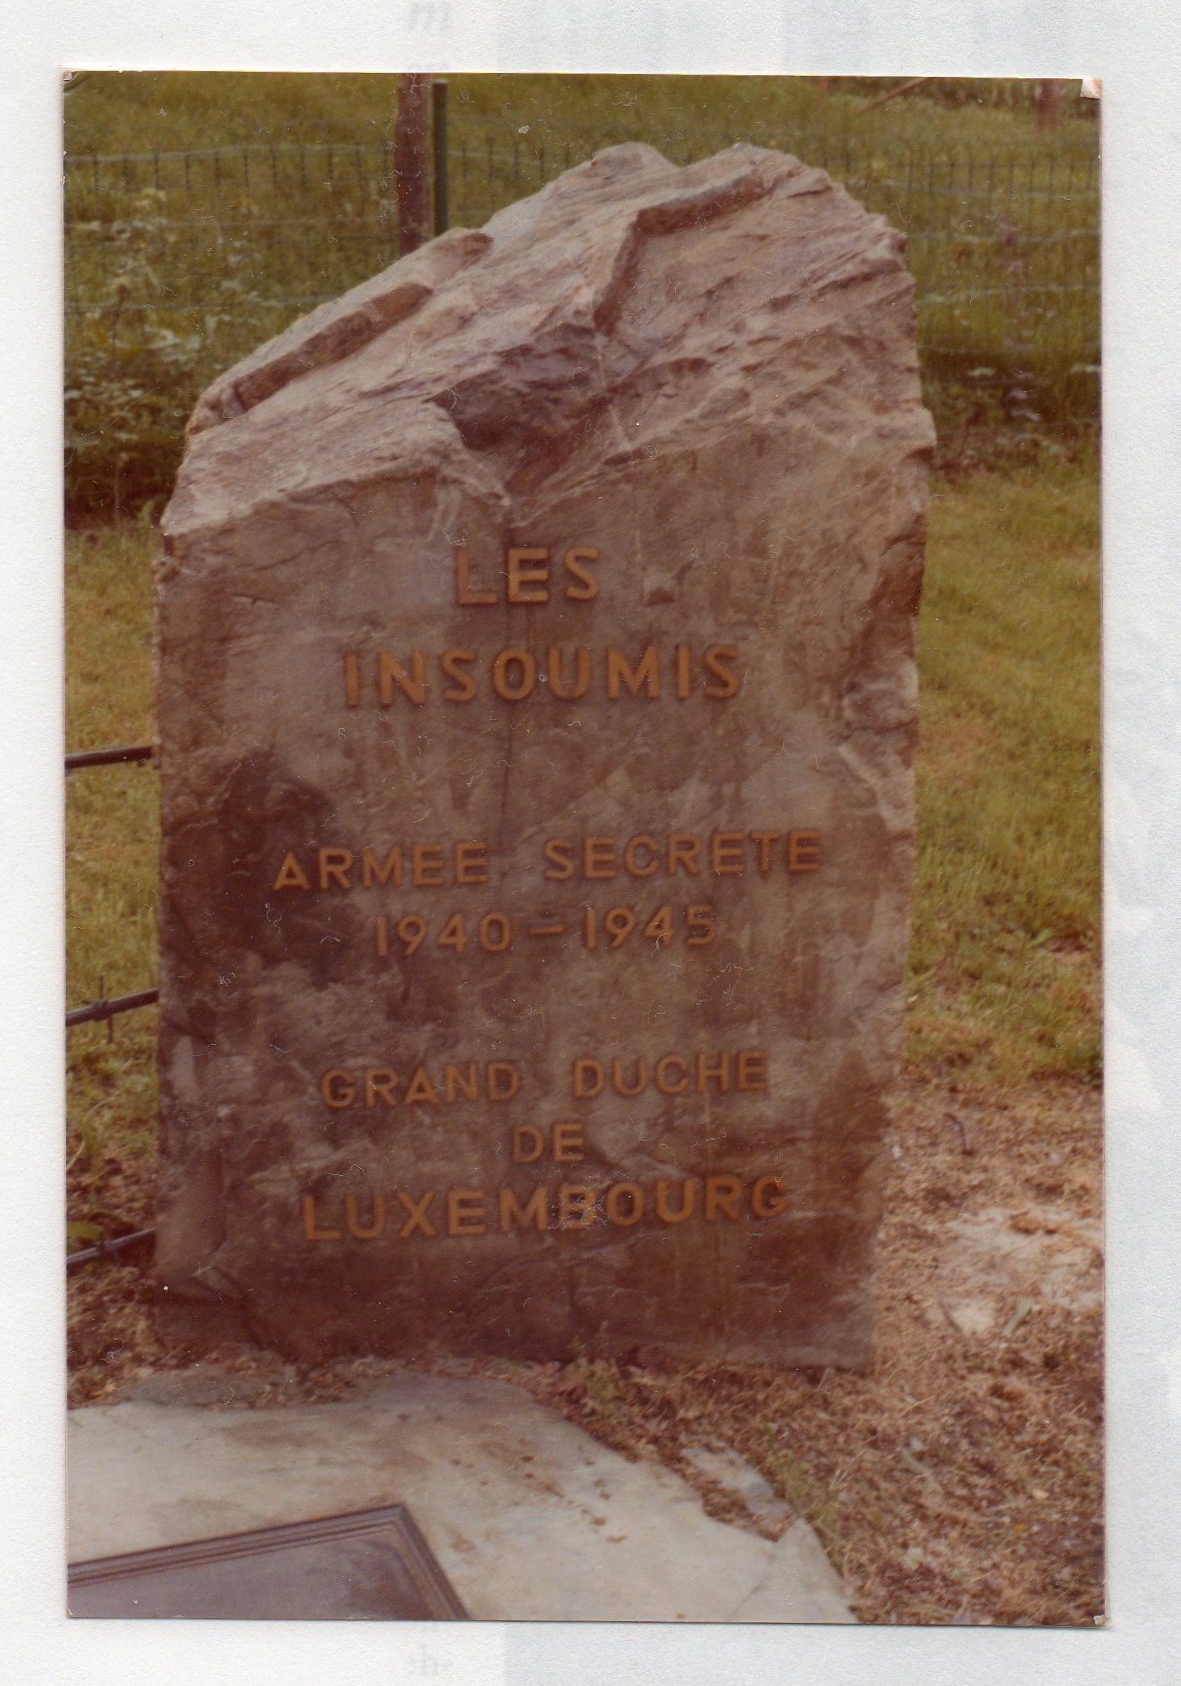 LES
INSOUMIS
ARMEE SECRETE
1940-1945
GRAND DUCHE
DE
LUXEMBOURG